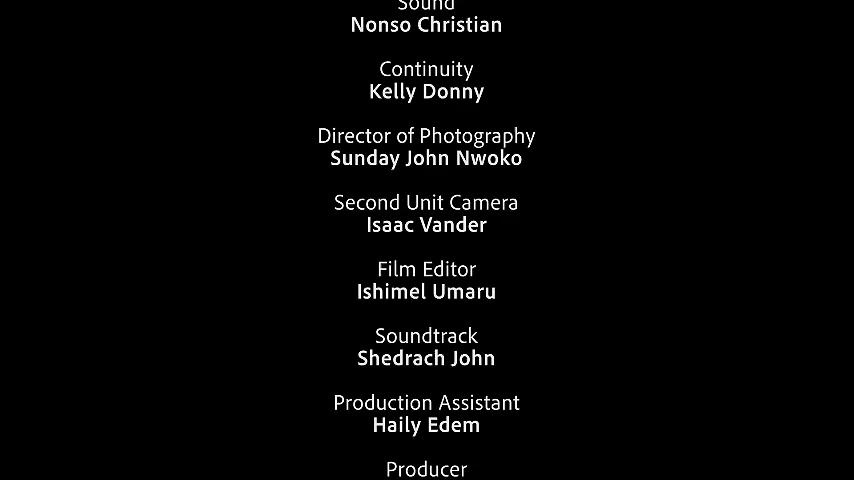 Sound
Nonso Christian
Continuity
Kelly Donny
Director of Photography
Sunday John Nwoko
Second Unit Camera
Isaac Vander
Film Editor
Ishimel Umaru
Soundtrack
Shedrach John
Production Assistant
Haily Edem
Producer